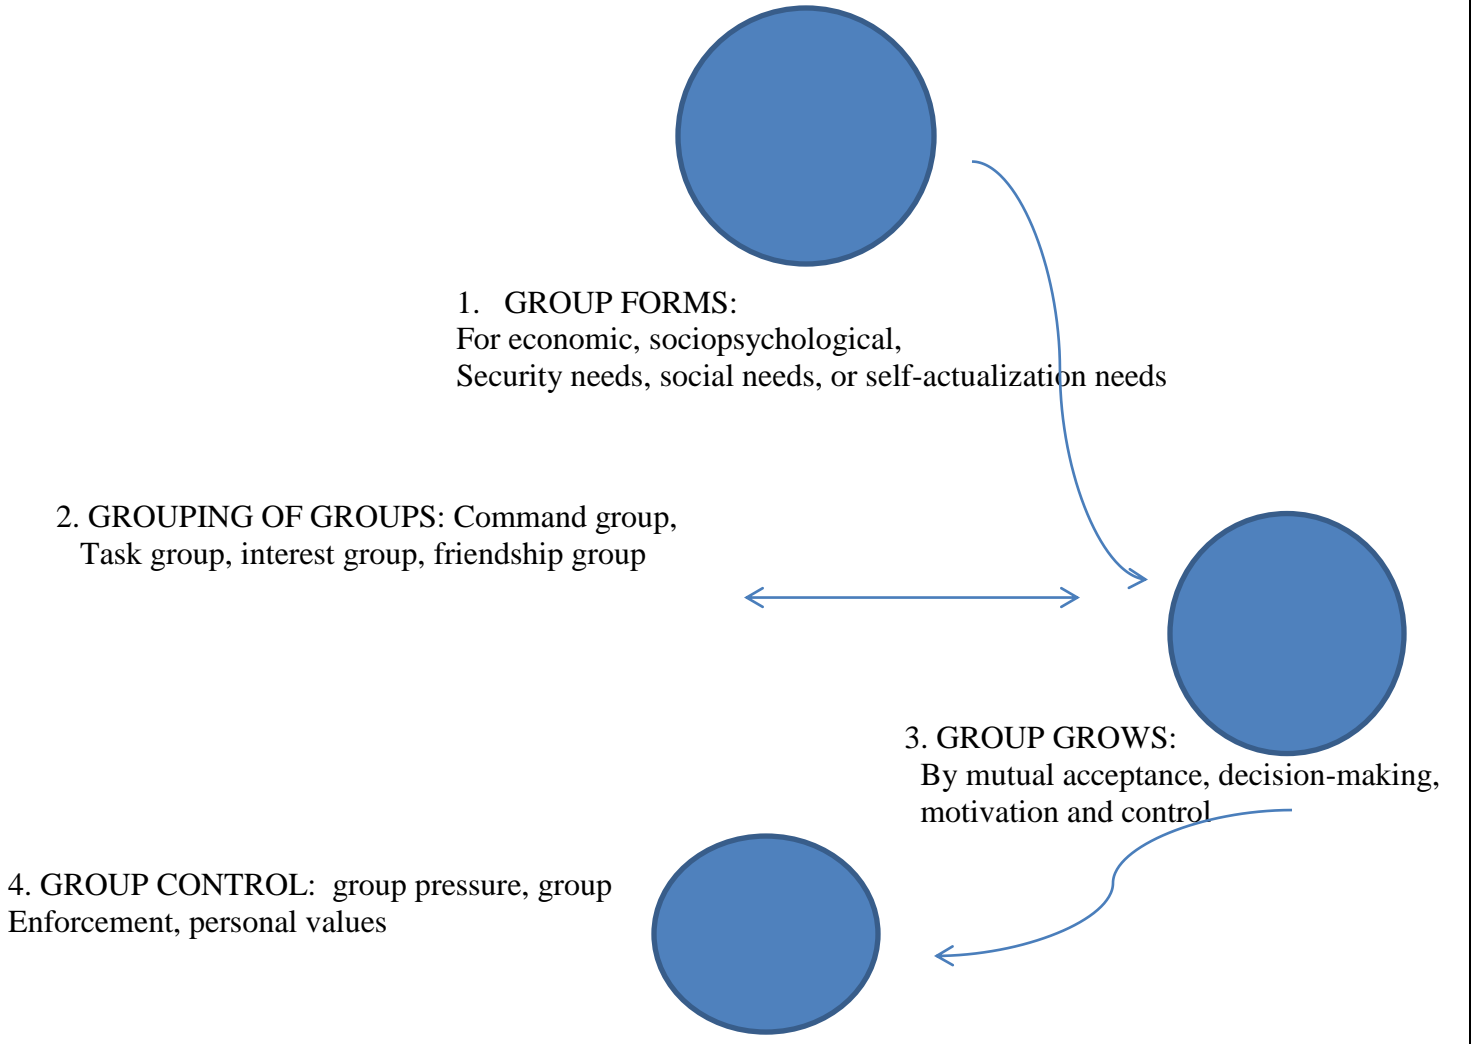 1. GROUP FORMS:
For economic, sociopsychological,
Security needs, social needs, or self-actualization needs
2. GROUPING OF GROUPS: Command group,
Task group, interest group, friendship group
3. GROUP GROWS:
By mutual acceptance, decision-making,
motivation and control
4. GROUP CONTROL: group pressure, group
Enforcement, personal values